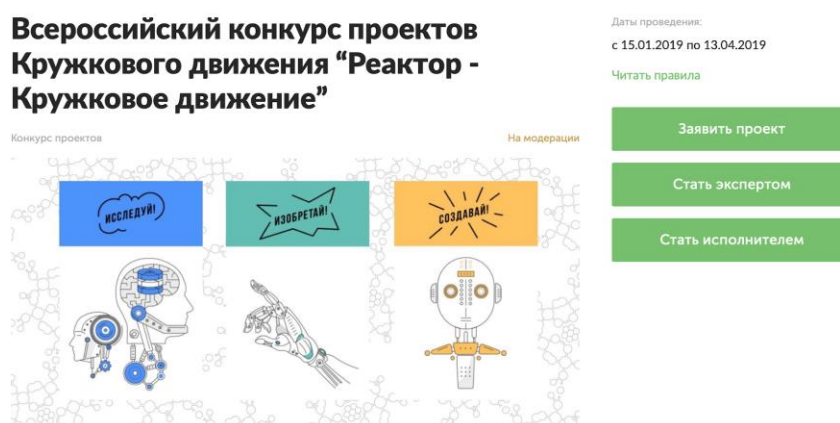 Всероссийский конкурс проектов
Кружкового движения “Реактор -
Кружковое движение”
Конкурс проектов
На модерации
ИССЛЕДУЙ!
ИЗОБРЕТАЙ!
СОЗДАВАЙ!
Даты проведения:
с 15.01.2019 по 13.04.2019
Читать правила
Заявить проект
Стать экспертом
Стать исполнителем